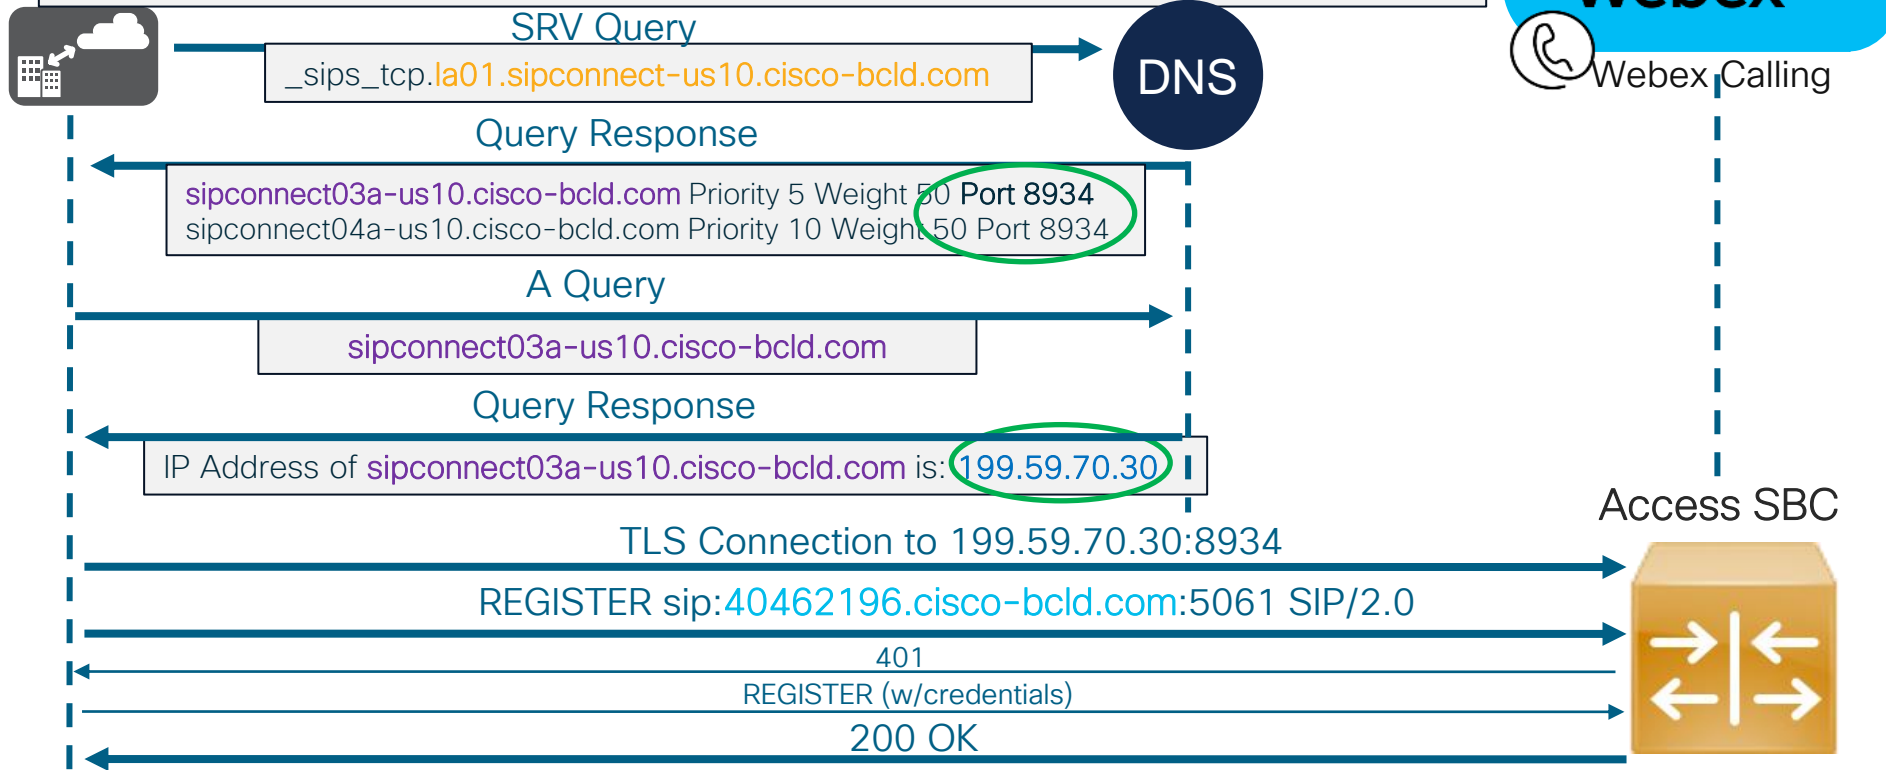 Webex
SRV Query
_sips_tcp.la01.sipconnect-us10.cisco-bcld.com
DNS
Webex Calling
Query Response
sipconnect03a-us10.cisco-bcld.com Priority 5 Weight 50 Port 8934
sipconnect04a-us10.cisco-bcld.com Priority 10 Weight 50 Port 8934
A Query
sipconnect03a-us10.cisco-bcld.com
Query Response
IP Address of sipconnect03a-us10.cisco-bcld.com is: 199.59.70.30
Access SBC
TLS Connection to 199.59.70.30:8934
REGISTER sip:40462196.cisco-bcld.com:5061 SIP/2.0
401
REGISTER (w/credentials)
200 OK